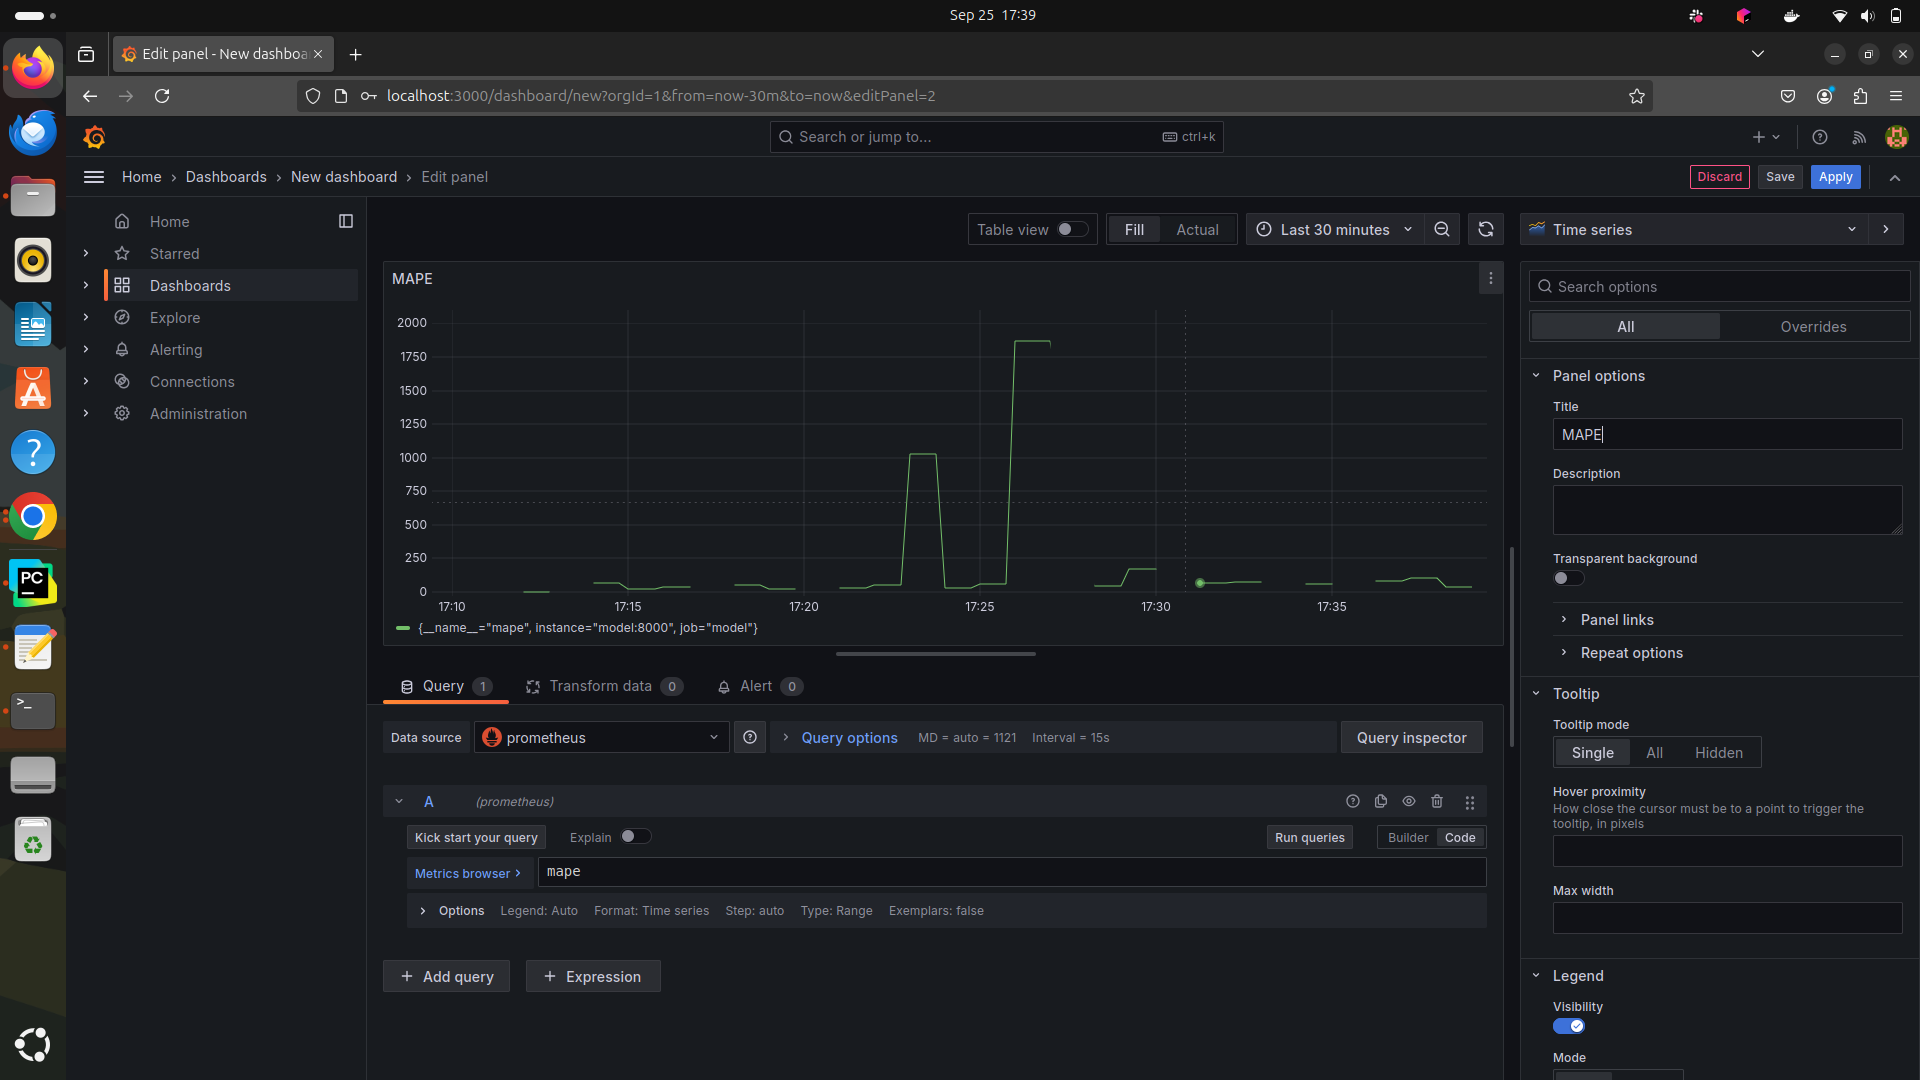 Sep 25 17:39
Edit panel - New dashboa
localhost:3000/dashboard/new?orgId=1&from=now-30m&to=now&editPanel=2
Search or jump to...
ctrl+k
Home › Dashboards › New dashboard › Edit panel
Discard
Save
Apply
Home
Starred
Dashboards
Explore
Alerting
Connections
Administration
Table view
Fill
Actual
Last 30 minutes
Time series
MAPE
2000
1750
1500
1250
1000
750
500
250
0
17:10
17:15
17:20
17:25
17:30
17:35
{__name__="mape", instance="model:8000", job="model"}
Query 1
Transform data 0
Alert 0
Data source
prometheus
Query options
MD = auto = 1121
Interval = 15s
Query inspector
A
(prometheus)
Kick start your query
Explain
Run queries
Builder
Code
Metrics browser
mape
Options
Legend: Auto
Format: Time series
Step: auto
Type: Range
Exemplars: false
+ Add query
+ Expression
Search options
All
Overrides
Panel options
Title
MAPE
Description
Transparent background
Panel links
Repeat options
Tooltip
Tooltip mode
Single
All
Hidden
Hover proximity
How close the cursor must be to a point to trigger the
tooltip, in pixels
Max width
Legend
Visibility
Mode
PC
>_